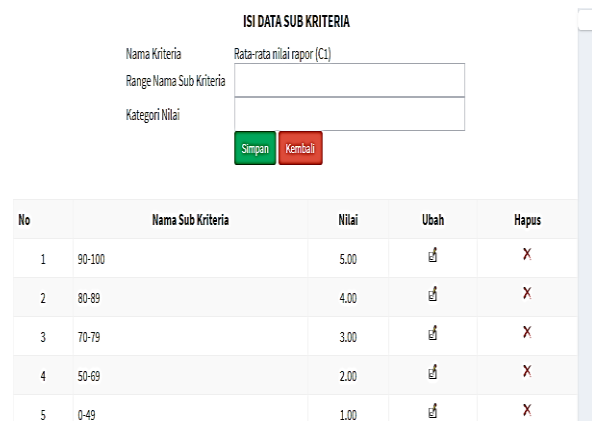 ISI DATA SUB KRITERIA
Nama Kriteria Rata-rata nilai rapor (C1)
Range Nama Sub Kriteria
Kategori Nilai
Simpan Kembali
No Nama Sub Kriteria Nilai Ubah Hapus
1 90-100 5.00
2 80-89 4.00
3 70-79 3.00
4 50-69 2.00
5 0-49 1.00